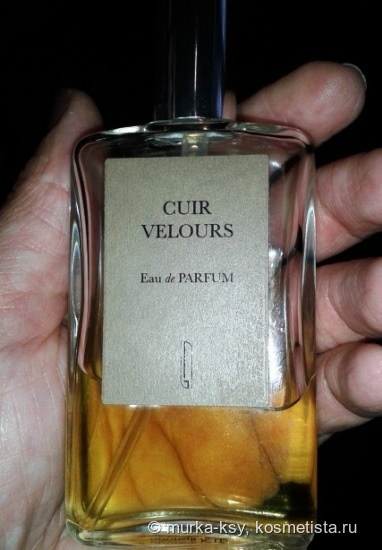 CUIR
VELOURS
Eau de PARFUM
© murka-ksy, kosmetista.ru